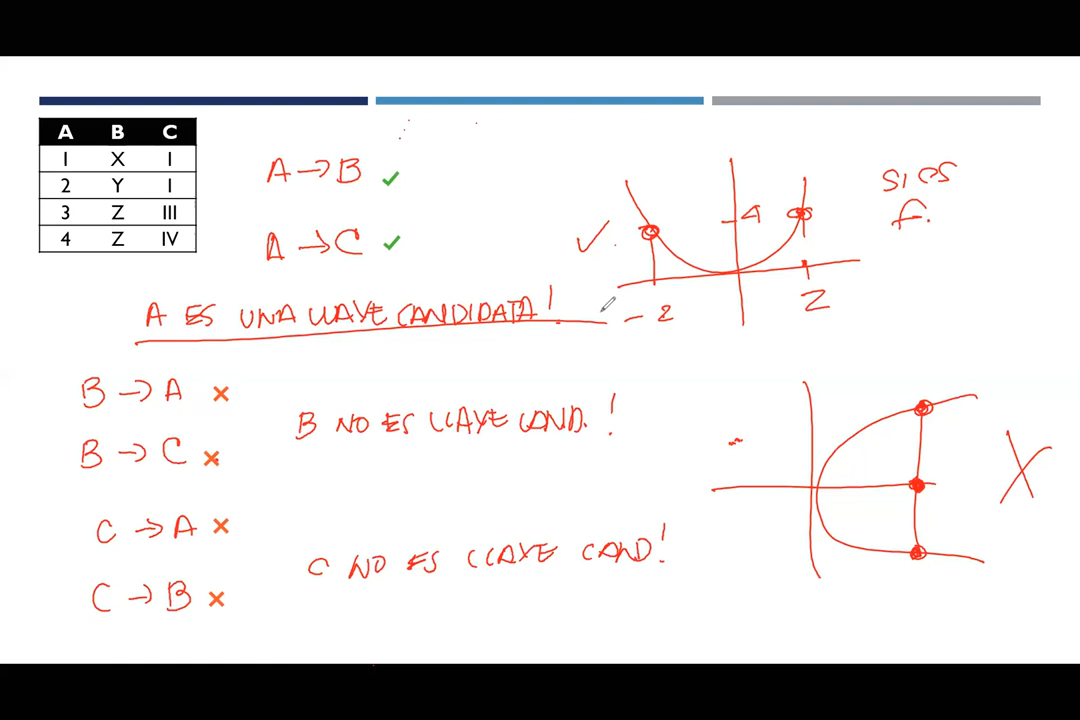 A B C
1 X I
2 Y I
3 Z III
4 Z IV
A → B ✓
A → C ✓
A ES UNA LLAVE CANDIDATA!
B → A ×
B → C ×
B NO ES LLAVE CAND.!
C → A ×
C → B ×
C NO ES LLAVE CAND!
✓
4
-2
2
SI ES
f.
X